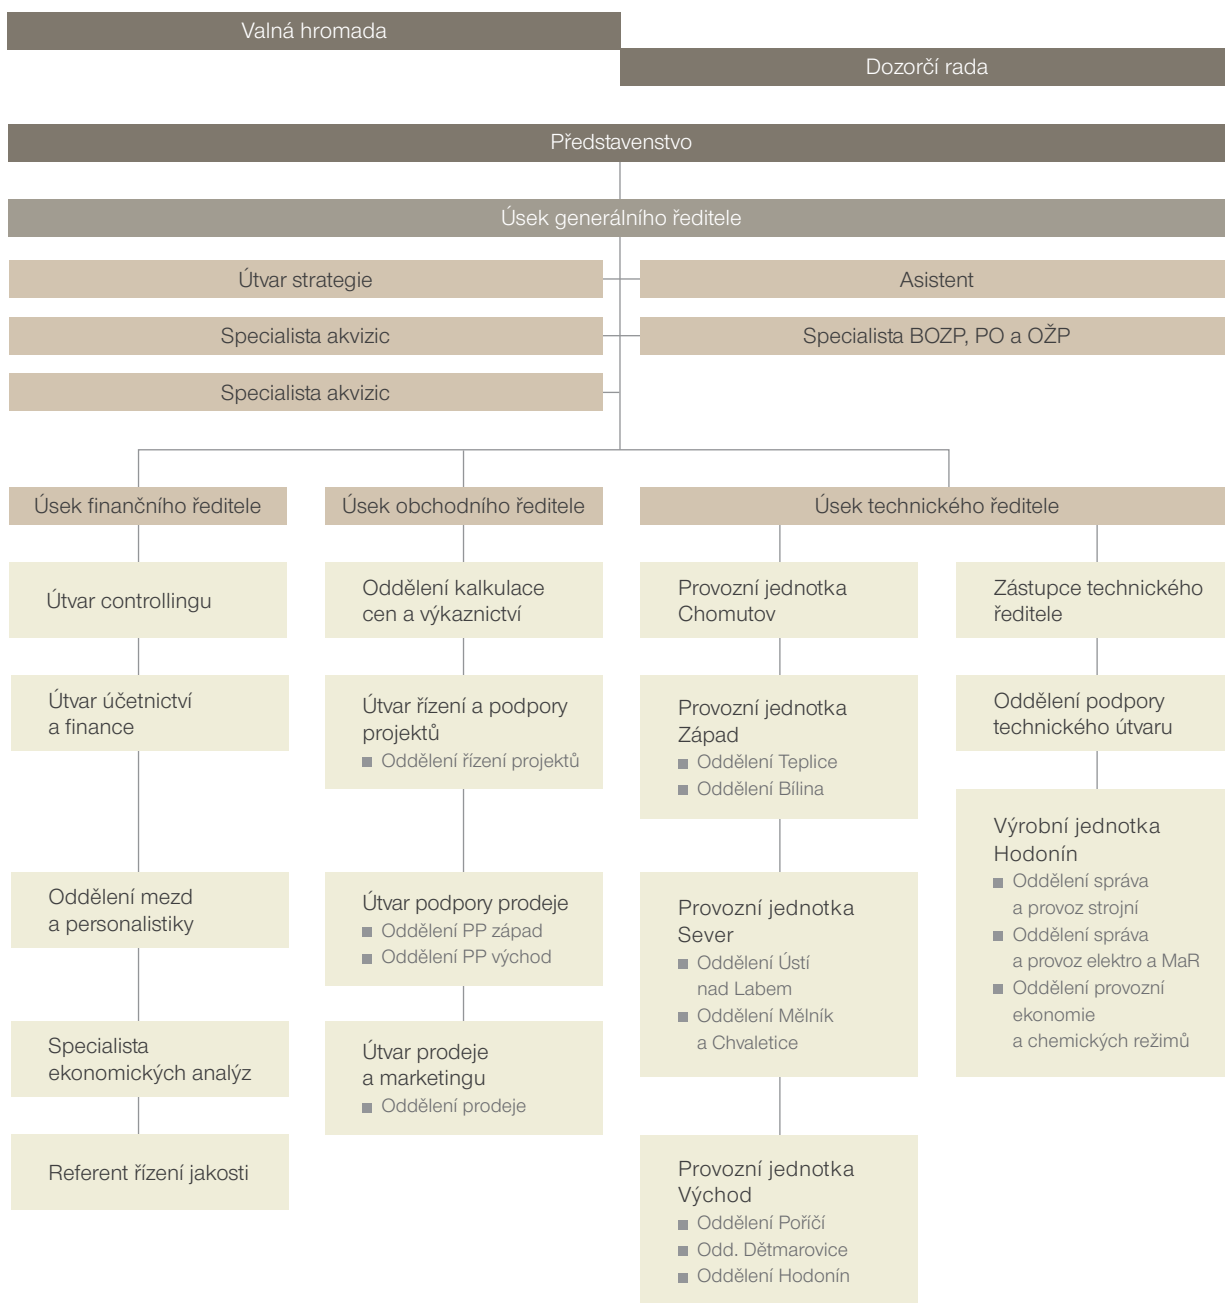 Valná hromada
Dozorčí rada
Představenstvo
Úsek generálního ředitele
Útvar strategie
Asistent
Specialista akvizic
Specialista BOZP, PO a OŽP
Specialista akvizic
Úsek finančního ředitele
Útvar controllingu
Útvar účetnictví
a finance
Oddělení mezd
a personalistiky
Specialista
ekonomických analýz
Referent řízení jakosti
Úsek obchodního ředitele
Oddělení kalkulace
cen a výkaznictví
Útvar řízení a podpory
projektů
Oddělení řízení projektů
Útvar podpory prodeje
Oddělení PP západ
Oddělení PP východ
Útvar prodeje
a marketingu
Oddělení prodeje
Úsek technického ředitele
Provozní jednotka
Chomutov
Provozní jednotka
Západ
Oddělení Teplice
Oddělení Bílina
Provozní jednotka
Sever
Oddělení Ústí
nad Labem
Oddělení Mělník
a Chvaletice
Provozní jednotka
Východ
Oddělení Poříčí
Odd. Dětmarovice
Oddělení Hodonín
Zástupce technického
ředitele
Oddělení podpory
technického útvaru
Výrobní jednotka
Hodonín
Oddělení správa
a provoz strojní
Oddělení správa
a provoz elektro a MaR
Oddělení provozní
ekonomie
a chemických režimů